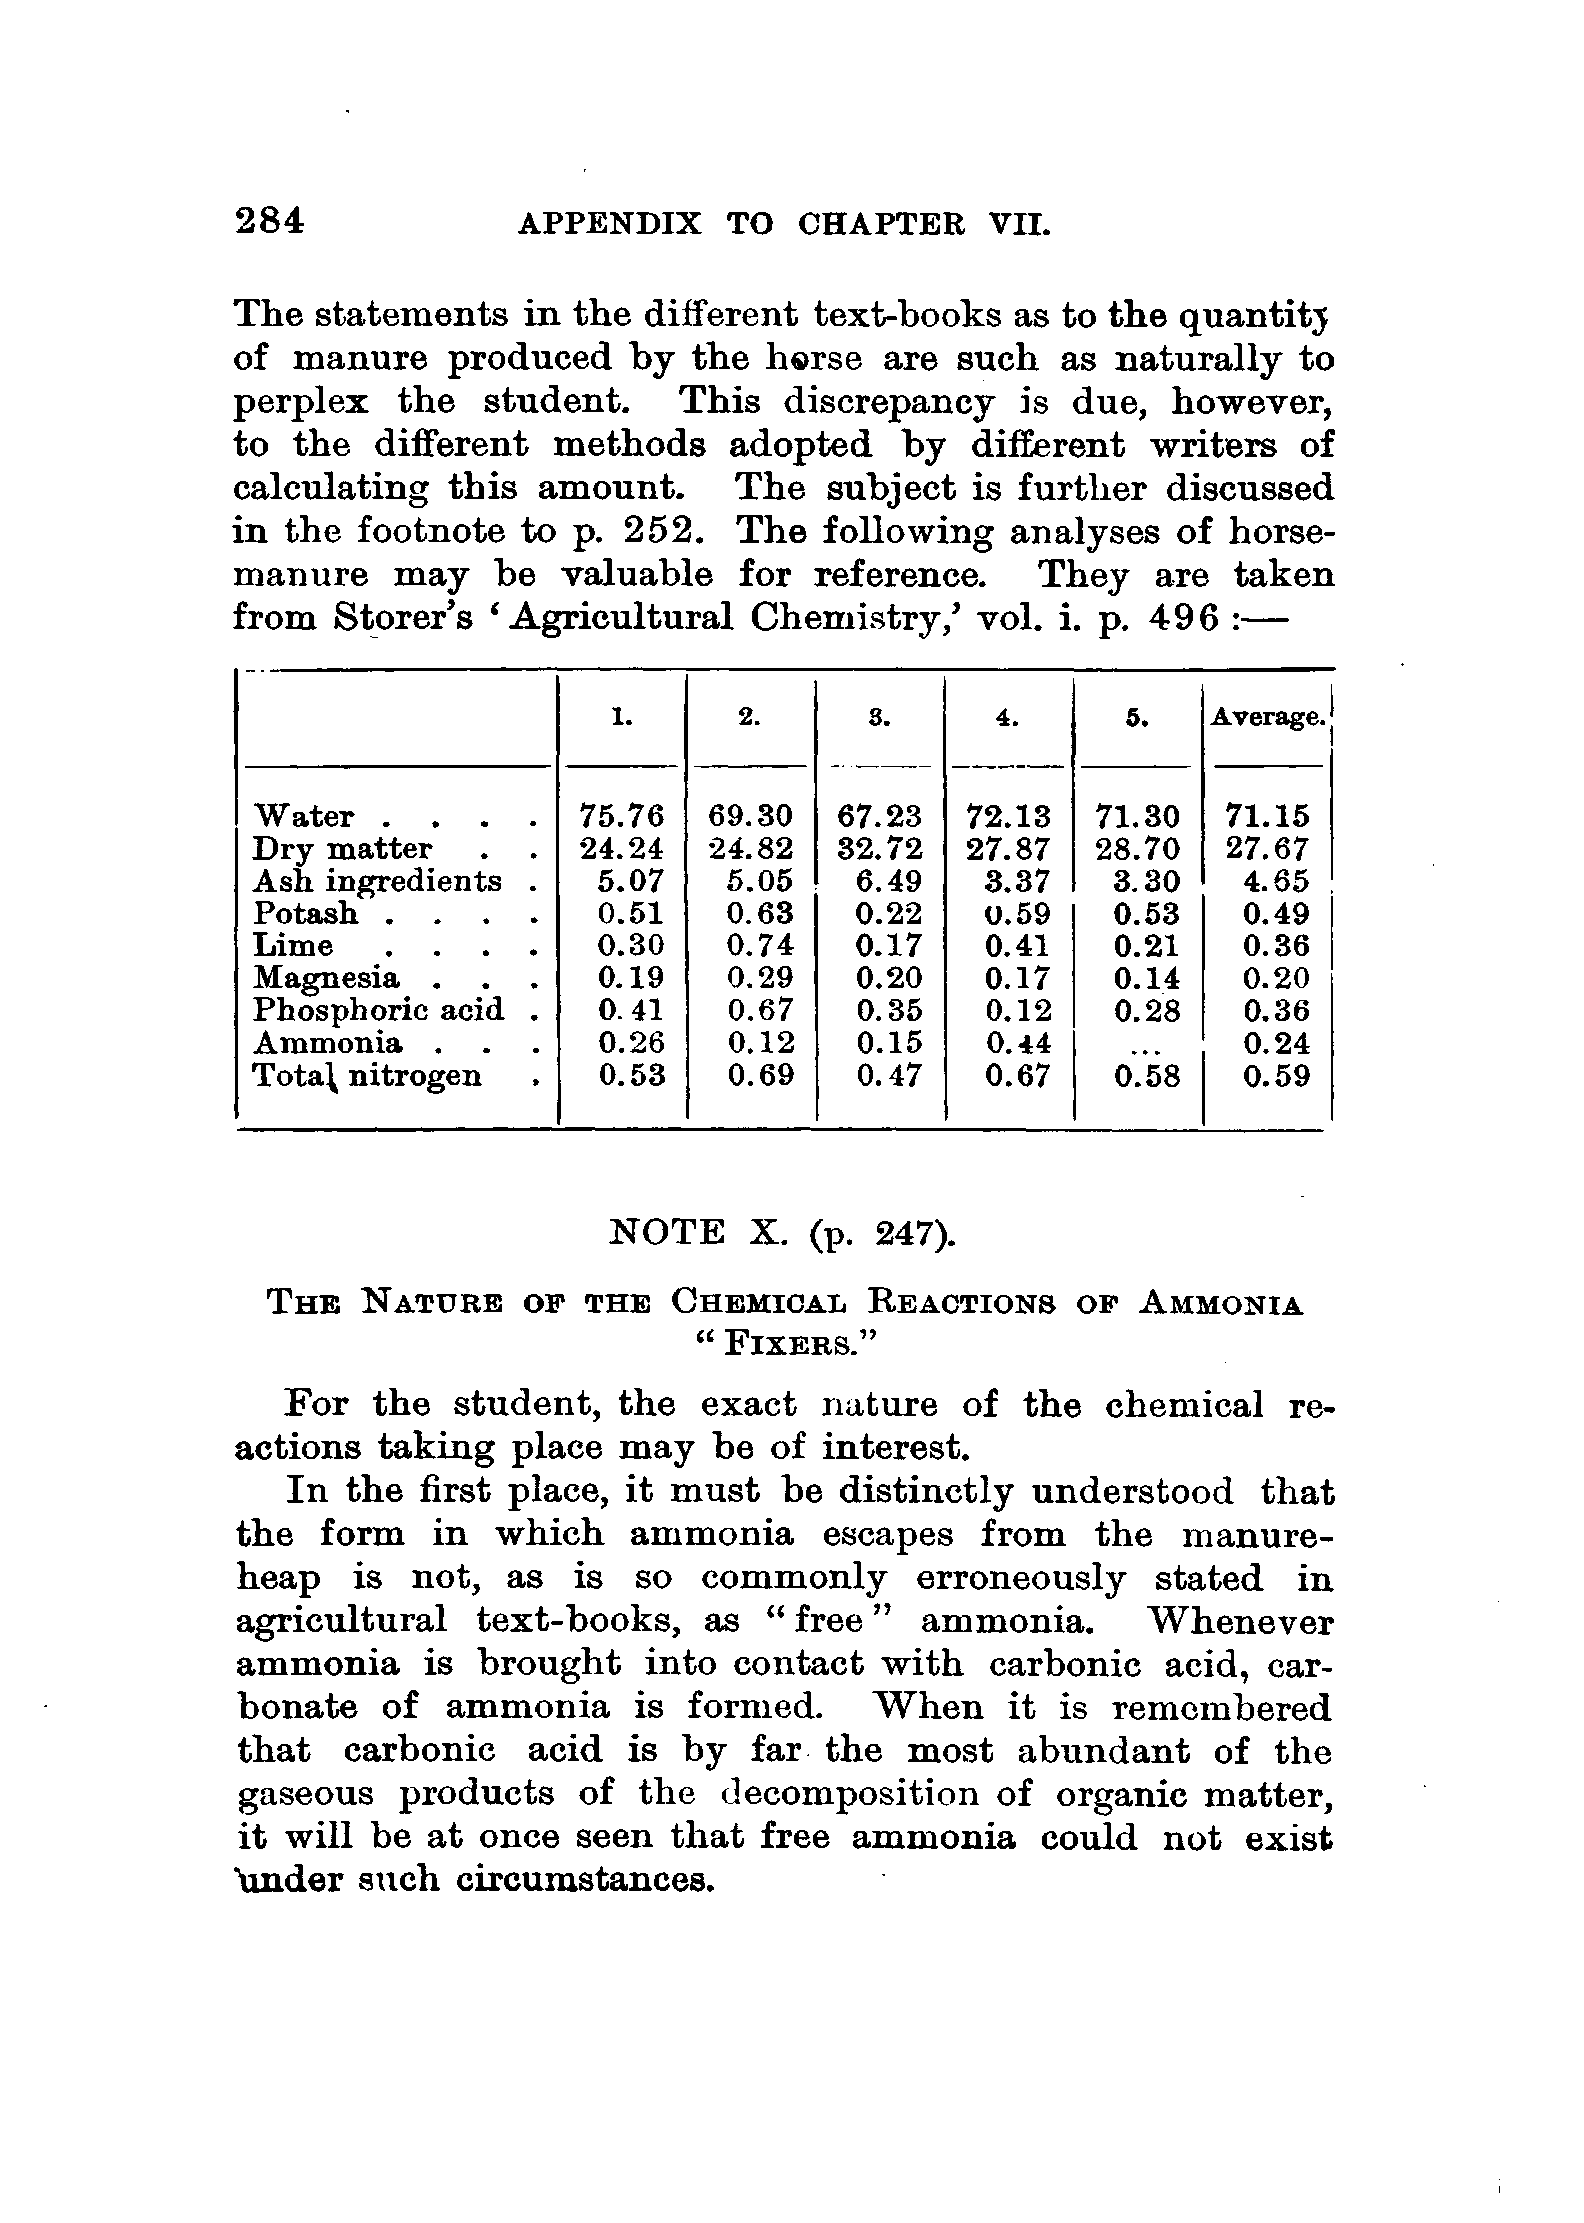 284 APPENDIX TO CHAPTER VII.
The statements in the different text-books as to the quantity
of manure produced by the horse are such as naturally to
perplex the student. This discrepancy is due, however,
to the different methods adopted by different writers of
calculating this amount. The subject is further discussed
in the footnote to p. 252. The following analyses of horse-
manure may be valuable for reference. They are taken
from Storer's ‘Agricultural Chemistry,’ vol. i. p. 496 :—
1. 2. 3. 4. 5. Average.
Water . . . . 75.76 69.30 67.23 72.13 71.30 71.15
Dry matter . . 24.24 24.82 32.72 27.87 28.70 27.67
Ash ingredients . 5.07 5.05 6.49 3.37 3.30 4.65
Potash . . . . 0.51 0.63 0.22 0.59 0.53 0.49
Lime . . . . 0.30 0.74 0.17 0.41 0.21 0.36
Magnesia . . . 0.19 0.29 0.20 0.17 0.14 0.20
Phosphoric acid . 0.41 0.67 0.35 0.12 0.28 0.36
Ammonia . . . 0.26 0.12 0.15 0.44 ... 0.24
Total nitrogen . 0.53 0.69 0.47 0.67 0.58 0.59
NOTE X. (p. 247).
THE NATURE OF THE CHEMICAL REACTIONS OF AMMONIA
“FIXERS.”
For the student, the exact nature of the chemical re-
actions taking place may be of interest.
In the first place, it must be distinctly understood that
the form in which ammonia escapes from the manure-
heap is not, as is so commonly erroneously stated in
agricultural text-books, as “free” ammonia. Whenever
ammonia is brought into contact with carbonic acid, car-
bonate of ammonia is formed. When it is remembered
that carbonic acid is by far the most abundant of the
gaseous products of the decomposition of organic matter,
it will be at once seen that free ammonia could not exist
under such circumstances.